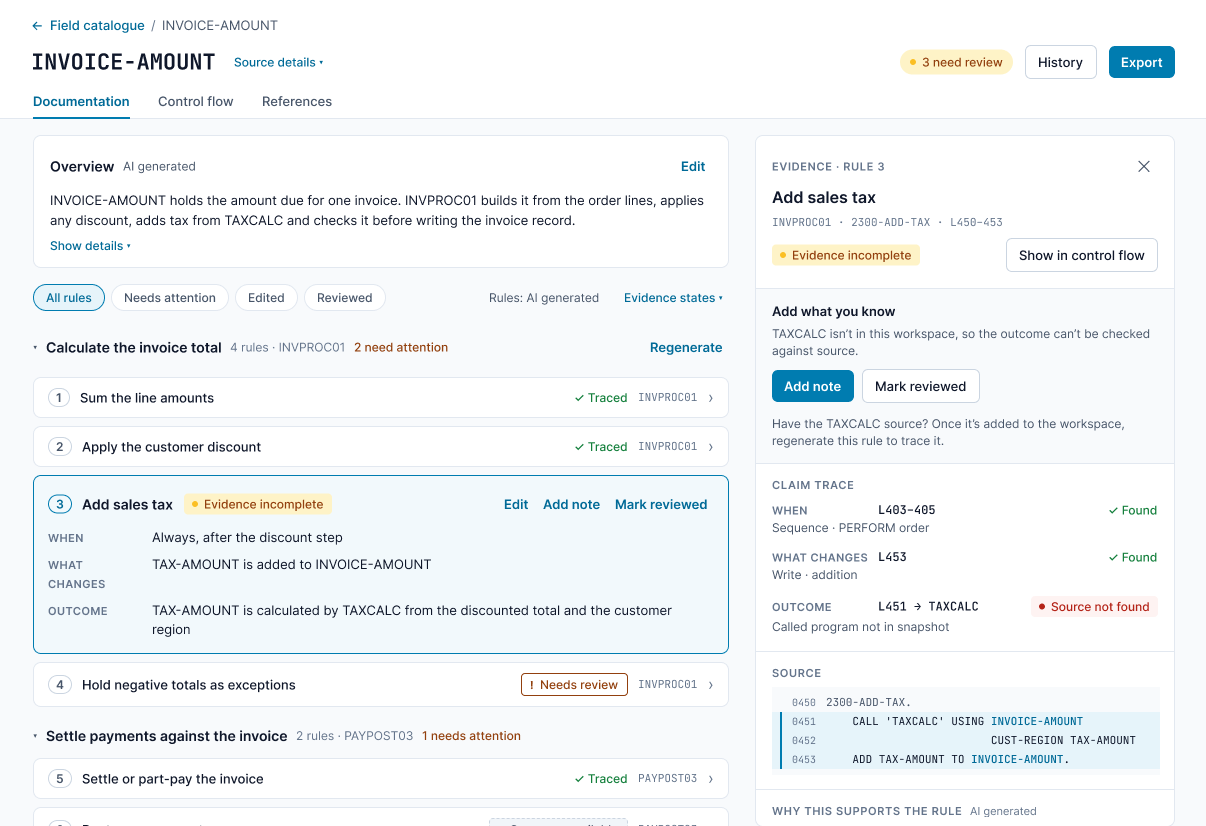 ← Field catalogue / INVOICE-AMOUNT
INVOICE-AMOUNT Source details ▾
3 need review
History
Export
Documentation Control flow References
Overview AI generated
Edit
INVOICE-AMOUNT holds the amount due for one invoice. INVPROC01 builds it from the order lines, applies
any discount, adds tax from TAXCALC and checks it before writing the invoice record.
Show details ▾
All rules Needs attention Edited Reviewed
Rules: AI generated Evidence states ▾
▾ Calculate the invoice total 4 rules · INVPROC01 2 need attention Regenerate
1 Sum the line amounts ✓ Traced INVPROC01 ›
2 Apply the customer discount ✓ Traced INVPROC01 ›
3 Add sales tax Evidence incomplete Edit Add note Mark reviewed
WHEN Always, after the discount step
WHAT TAX-AMOUNT is added to INVOICE-AMOUNT
CHANGES
OUTCOME TAX-AMOUNT is calculated by TAXCALC from the discounted total and the customer
region
4 Hold negative totals as exceptions ! Needs review INVPROC01 ›
▾ Settle payments against the invoice 2 rules · PAYPOST03 1 needs attention
5 Settle or part-pay the invoice ✓ Traced PAYPOST03 ›
EVIDENCE · RULE 3
Add sales tax
INVPROC01 · 2300-ADD-TAX · L450–453
Evidence incomplete
Show in control flow
Add what you know
TAXCALC isn’t in this workspace, so the outcome can’t be checked
against source.
Add note Mark reviewed
Have the TAXCALC source? Once it’s added to the workspace,
regenerate this rule to trace it.
CLAIM TRACE
WHEN L403–405 ✓ Found
Sequence · PERFORM order
WHAT CHANGES L453 ✓ Found
Write · addition
OUTCOME L451 → TAXCALC Source not found
Called program not in snapshot
SOURCE
0450 2300-ADD-TAX.
0451 CALL 'TAXCALC' USING INVOICE-AMOUNT
0452 CUST-REGION TAX-AMOUNT
0453 ADD TAX-AMOUNT TO INVOICE-AMOUNT.
WHY THIS SUPPORTS THE RULE AI generated